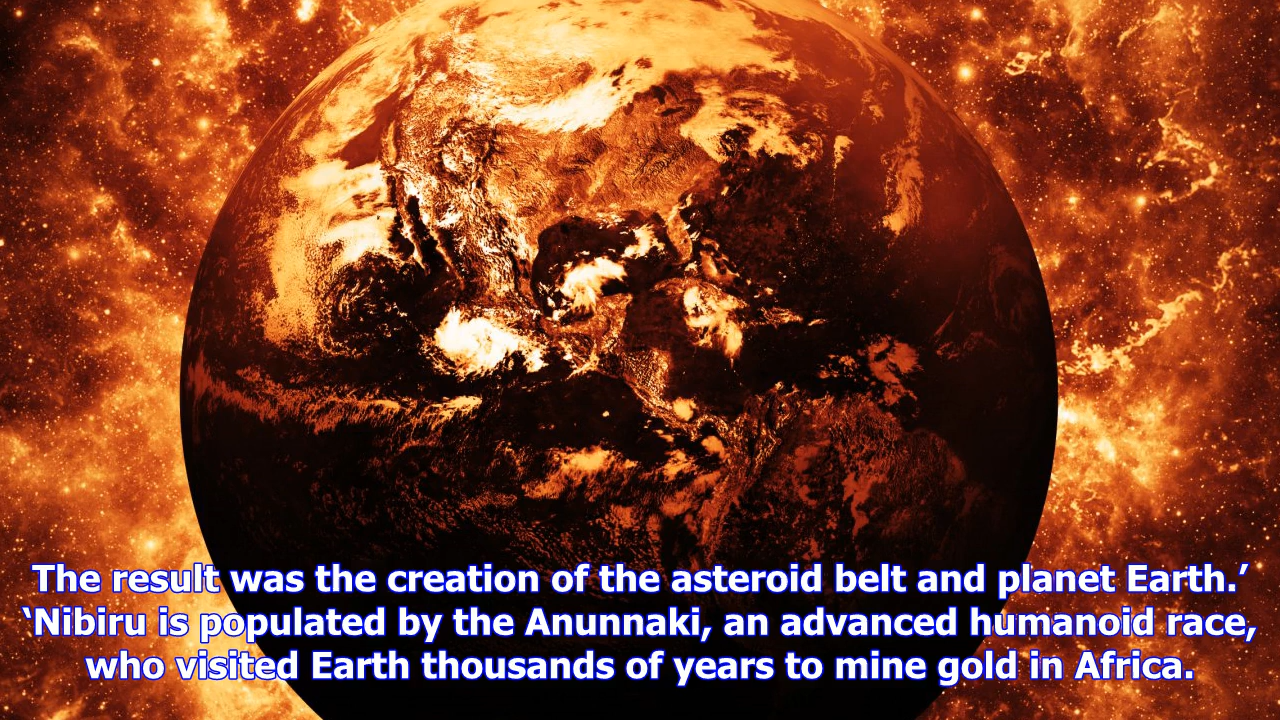 The result was the creation of the asteroid belt and planet Earth.’
‘Nibiru is populated by the Anunnaki, an advanced humanoid race,
who visited Earth thousands of years to mine gold in Africa.